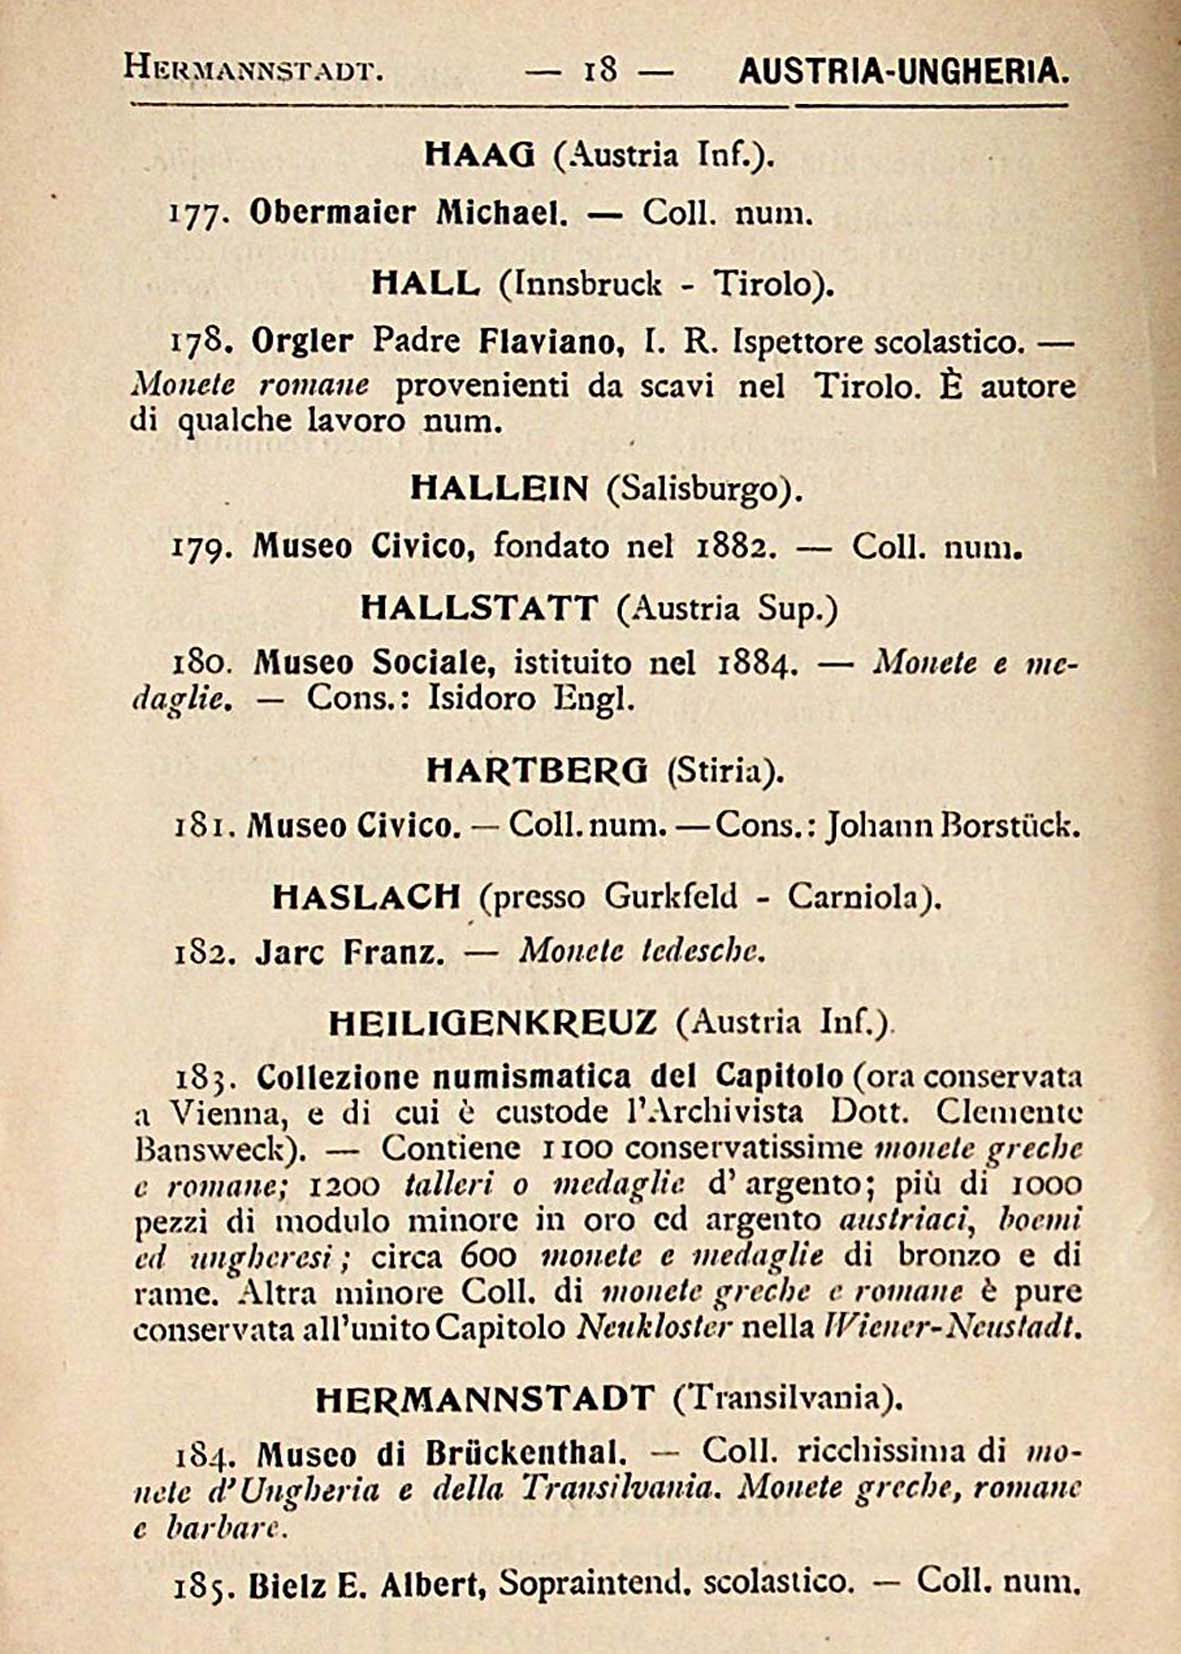 HERMANNSTADT. — 18 — AUSTRIA-UNGHERIA.
HAAG (Austria Inf.).
177. Obermaier Michael. — Coll. num.
HALL (Innsbruck - Tirolo).
178. Orgler Padre Flaviano, I. R. Ispettore scolastico. —
Monete romane provenienti da scavi nel Tirolo. È autore
di qualche lavoro num.
HALLEIN (Salisburgo).
179. Museo Civico, fondato nel 1882. — Coll. num.
HALLSTATT (Austria Sup.)
180. Museo Sociale, istituito nel 1884. — Monete e me-
daglie. — Cons.: Isidoro Engl.
HARTBERG (Stiria).
181. Museo Civico. — Coll. num. — Cons.: Johann Borstück.
HASLACH (presso Gurkfeld - Carniola).
182. Jarc Franz. — Monete tedesche.
HEILIGENKREUZ (Austria Inf.).
183. Collezione numismatica del Capitolo (ora conservata
a Vienna, e di cui è custode l'Archivista Dott. Clemente
Bansweck). — Contiene 1100 conservatissime monete greche
e romane; 1200 talleri o medaglie d'argento; più di 1000
pezzi di modulo minore in oro ed argento austriaci, boemi
ed ungheresi; circa 600 monete e medaglie di bronzo e di
rame. Altra minore Coll. di monete greche e romane è pure
conservata all'unito Capitolo Neukloster nella Wiener-Neustadt.
HERMANNSTADT (Transilvania).
184. Museo di Brückenthal. — Coll. ricchissima di mo-
nete d'Ungheria e della Transilvania. Monete greche, romane
e barbare.
185. Bielz E. Albert, Sopraintend. scolastico. — Coll. num.